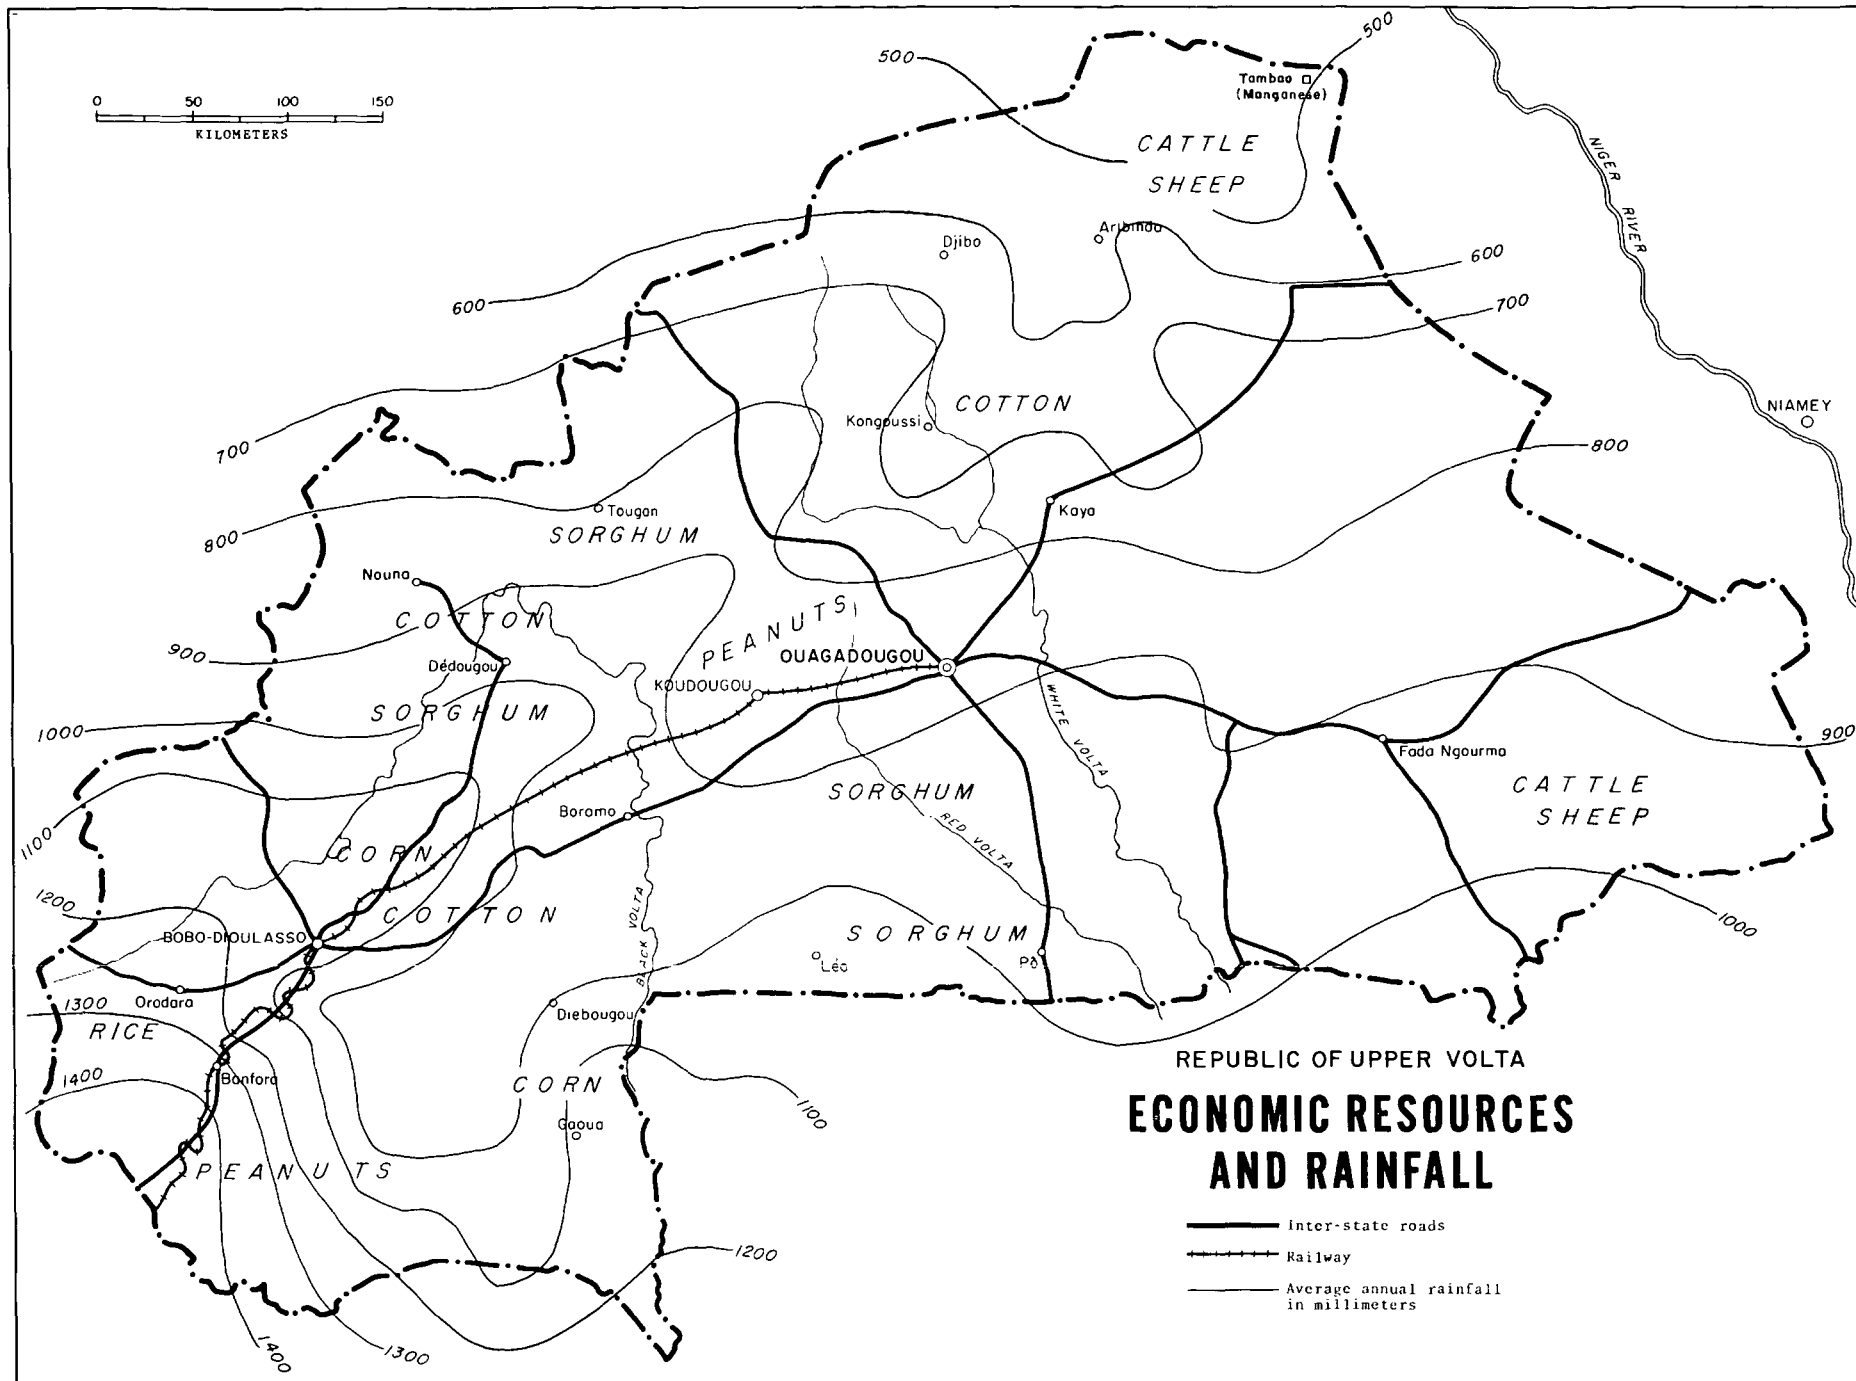 500
500
0 50 100 150
KILOMETERS
Tambao
(Manganese)
CATTLE
SHEEP
NIGER RIVER
Aribinda
Djibo
600
600
700
700
COTTON
Kongoussi
NIAMEY
800
800
Tougan
SORGHUM
Kaya
Nouna
COTTON
PEANUTS
900
Dédougou
OUAGADOUGOU
KOUDOUGOU
WHITE VOLTA
SORGHUM
1000
900
Fada Ngourma
CATTLE
SHEEP
SORGHUM
Boromo
RED VOLTA
1100
CORN
1200
COTTON
BLACK VOLTA
1000
BOBO-DIOULASSO
SORGHUM
Pô
Léo
Orodara
1300
Diebougou
RICE
1400
Banfora
CORN
1100
Gaoua
PEANUTS
1200
1400
1300
REPUBLIC OF UPPER VOLTA
ECONOMIC RESOURCES
AND RAINFALL
Inter-state roads
Railway
Average annual rainfall
in millimeters